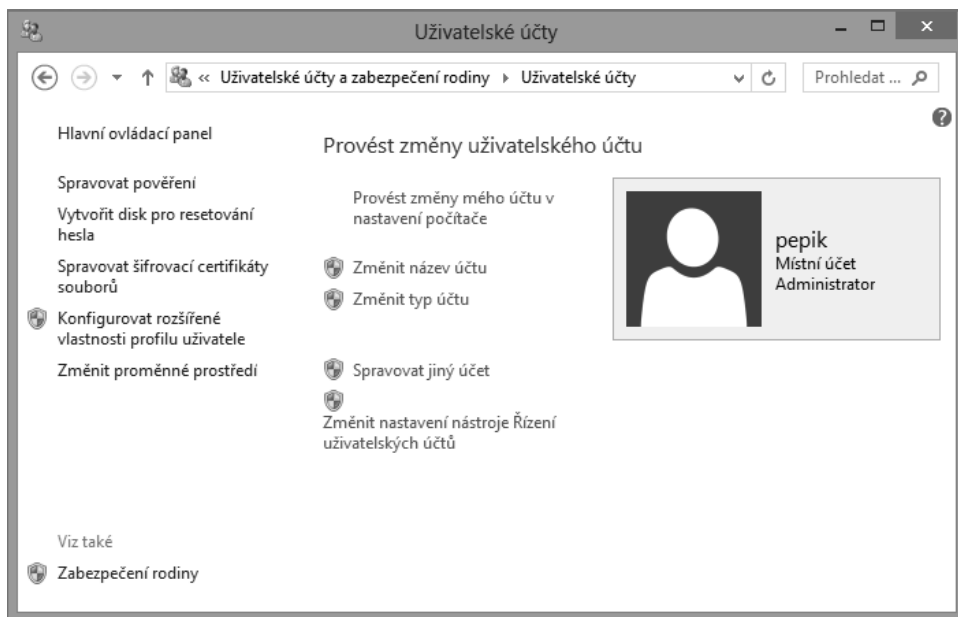 Uživatelské účty
« Uživatelské účty a zabezpečení rodiny Uživatelské účty
Prohledat ...
Hlavní ovládací panel
Spravovat pověření
Vytvořit disk pro resetování
hesla
Spravovat šifrovací certifikáty
souborů
Konfigurovat rozšířené
vlastnosti profilu uživatele
Změnit proměnné prostředí
Viz také
Zabezpečení rodiny
Provést změny uživatelského účtu
Provést změny mého účtu v
nastavení počítače
Změnit název účtu
Změnit typ účtu
Spravovat jiný účet
Změnit nastavení nástroje Řízení
uživatelských účtů
pepik
Místní účet
Administrator